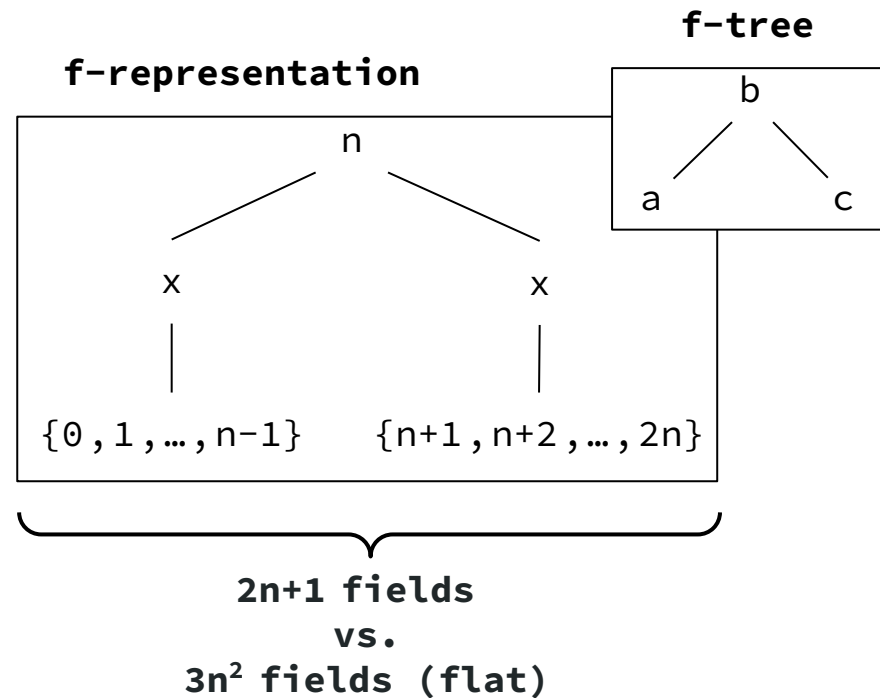 f-tree
f-representation
b
a c
n
x x
{0,1,…,n-1} {n+1,n+2,…,2n}
2n+1 fields
vs.
3n² fields (flat)